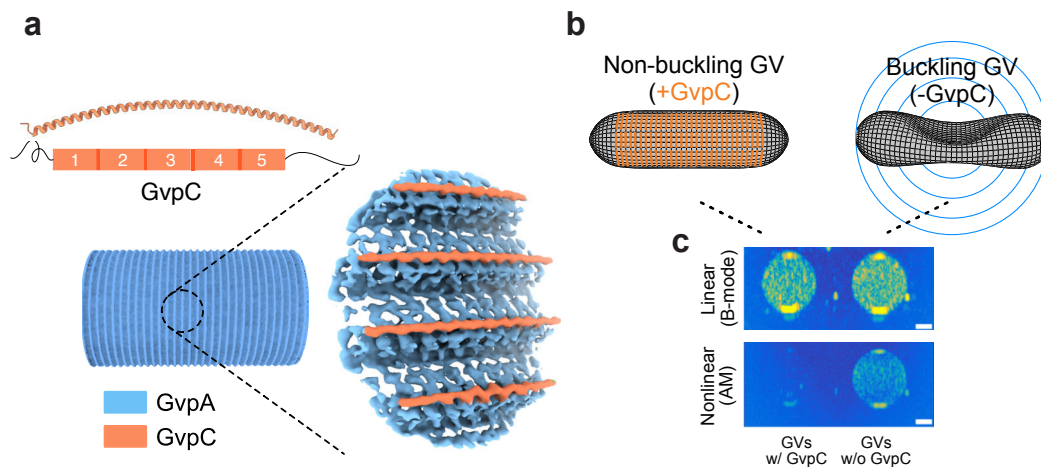 a
1 2 3 4 5
GvpC
GvpA
GvpC
b
Non-buckling GV
(+GvpC)
Buckling GV
(-GvpC)
c
Linear
(B-mode)
Nonlinear
(AM)
GVs
w/ GvpC
GVs
w/o GvpC